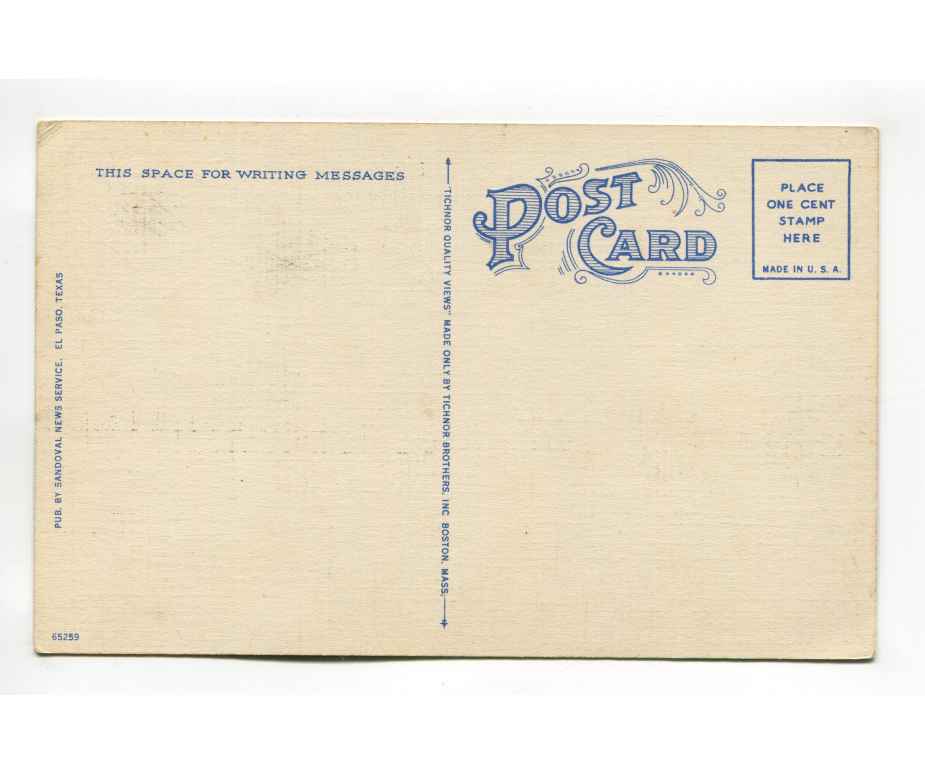 THIS SPACE FOR WRITING MESSAGES
PUB. BY SANDOVAL NEWS SERVICE, EL PASO, TEXAS
65259
"TICHNOR QUALITY VIEWS" MADE ONLY BY TICHNOR BROTHERS, INC BOSTON, MASS.
POST
CARD
PLACE
ONE CENT
STAMP
HERE
MADE IN U. S. A.